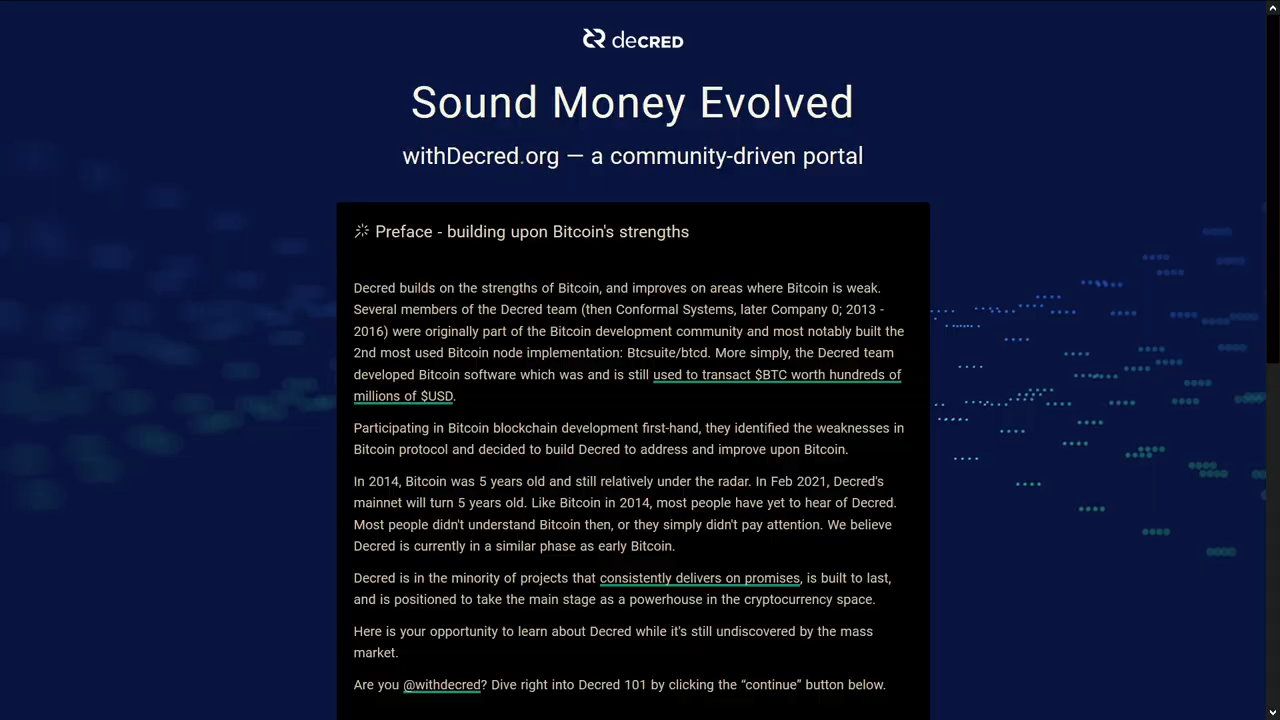 deCRED
Sound Money Evolved
withDecred.org — a community-driven portal
Preface - building upon Bitcoin's strengths
Decred builds on the strengths of Bitcoin, and improves on areas where Bitcoin is weak.
Several members of the Decred team (then Conformal Systems, later Company 0; 2013 -
2016) were originally part of the Bitcoin development community and most notably built the
2nd most used Bitcoin node implementation: Btcsuite/btcd. More simply, the Decred team
developed Bitcoin software which was and is still used to transact $BTC worth hundreds of
millions of $USD.
Participating in Bitcoin blockchain development first-hand, they identified the weaknesses in
Bitcoin protocol and decided to build Decred to address and improve upon Bitcoin.
In 2014, Bitcoin was 5 years old and still relatively under the radar. In Feb 2021, Decred's
mainnet will turn 5 years old. Like Bitcoin in 2014, most people have yet to hear of Decred.
Most people didn't understand Bitcoin then, or they simply didn't pay attention. We believe
Decred is currently in a similar phase as early Bitcoin.
Decred is in the minority of projects that consistently delivers on promises, is built to last,
and is positioned to take the main stage as a powerhouse in the cryptocurrency space.
Here is your opportunity to learn about Decred while it's still undiscovered by the mass
market.
Are you @withdecred? Dive right into Decred 101 by clicking the “continue” button below.